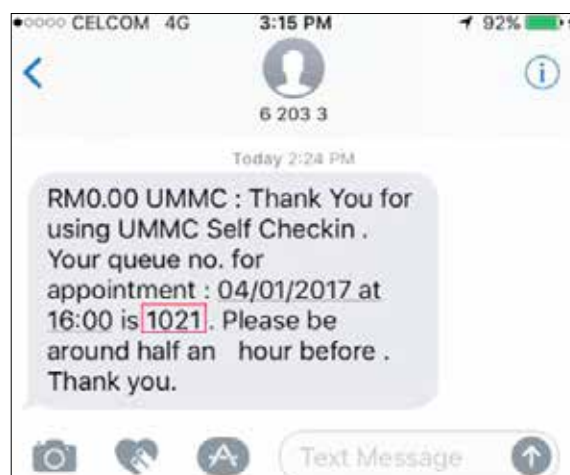 CELCOM 4G 3:15 PM 92%
6 203 3
Today 2:24 PM
RM0.00 UMMC : Thank You for
using UMMC Self Checkin .
Your queue no. for
appointment : 04/01/2017 at
16:00 is 1021 . Please be
around half an hour before .
Thank you.
Text Message